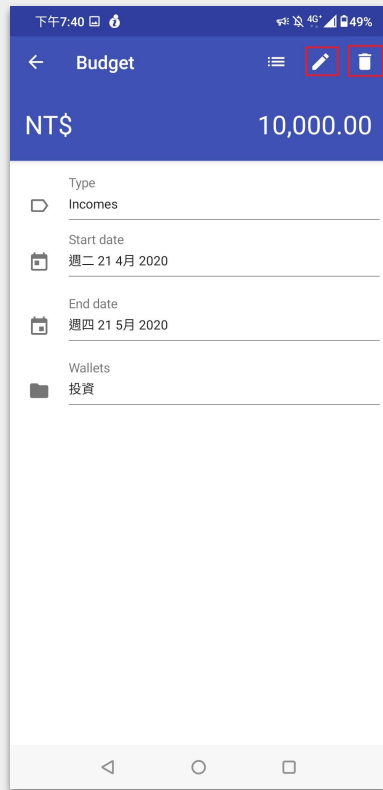 下午7:40 4G+ 49%
Budget
NT$ 10,000.00
Type
Incomes
Start date
週二 21 4月 2020
End date
週四 21 5月 2020
Wallets
投資